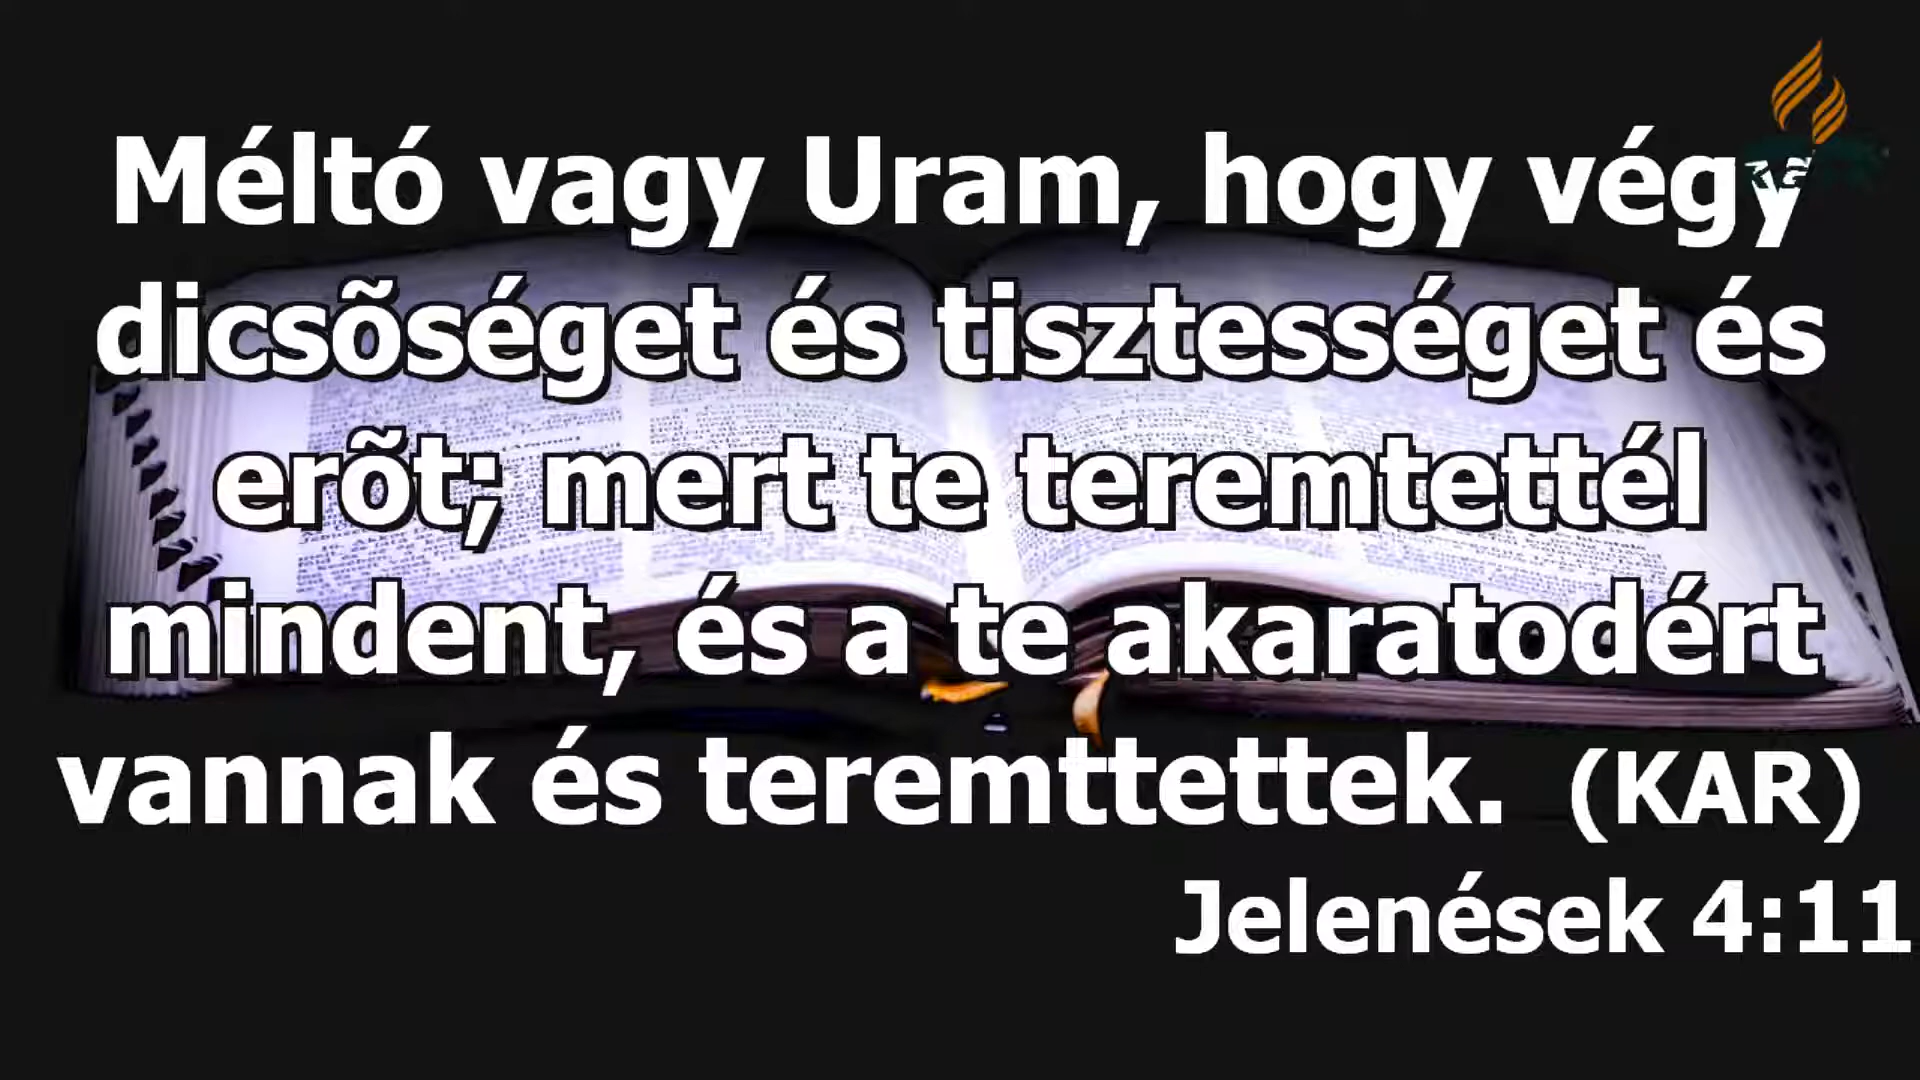 Méltó vagy Uram, hogy végy
dicsõséget és tisztességet és
erõt; mert te teremtettél
mindent, és a te akaratodért
vannak és teremttettek. (KAR)
Jelenések 4:11